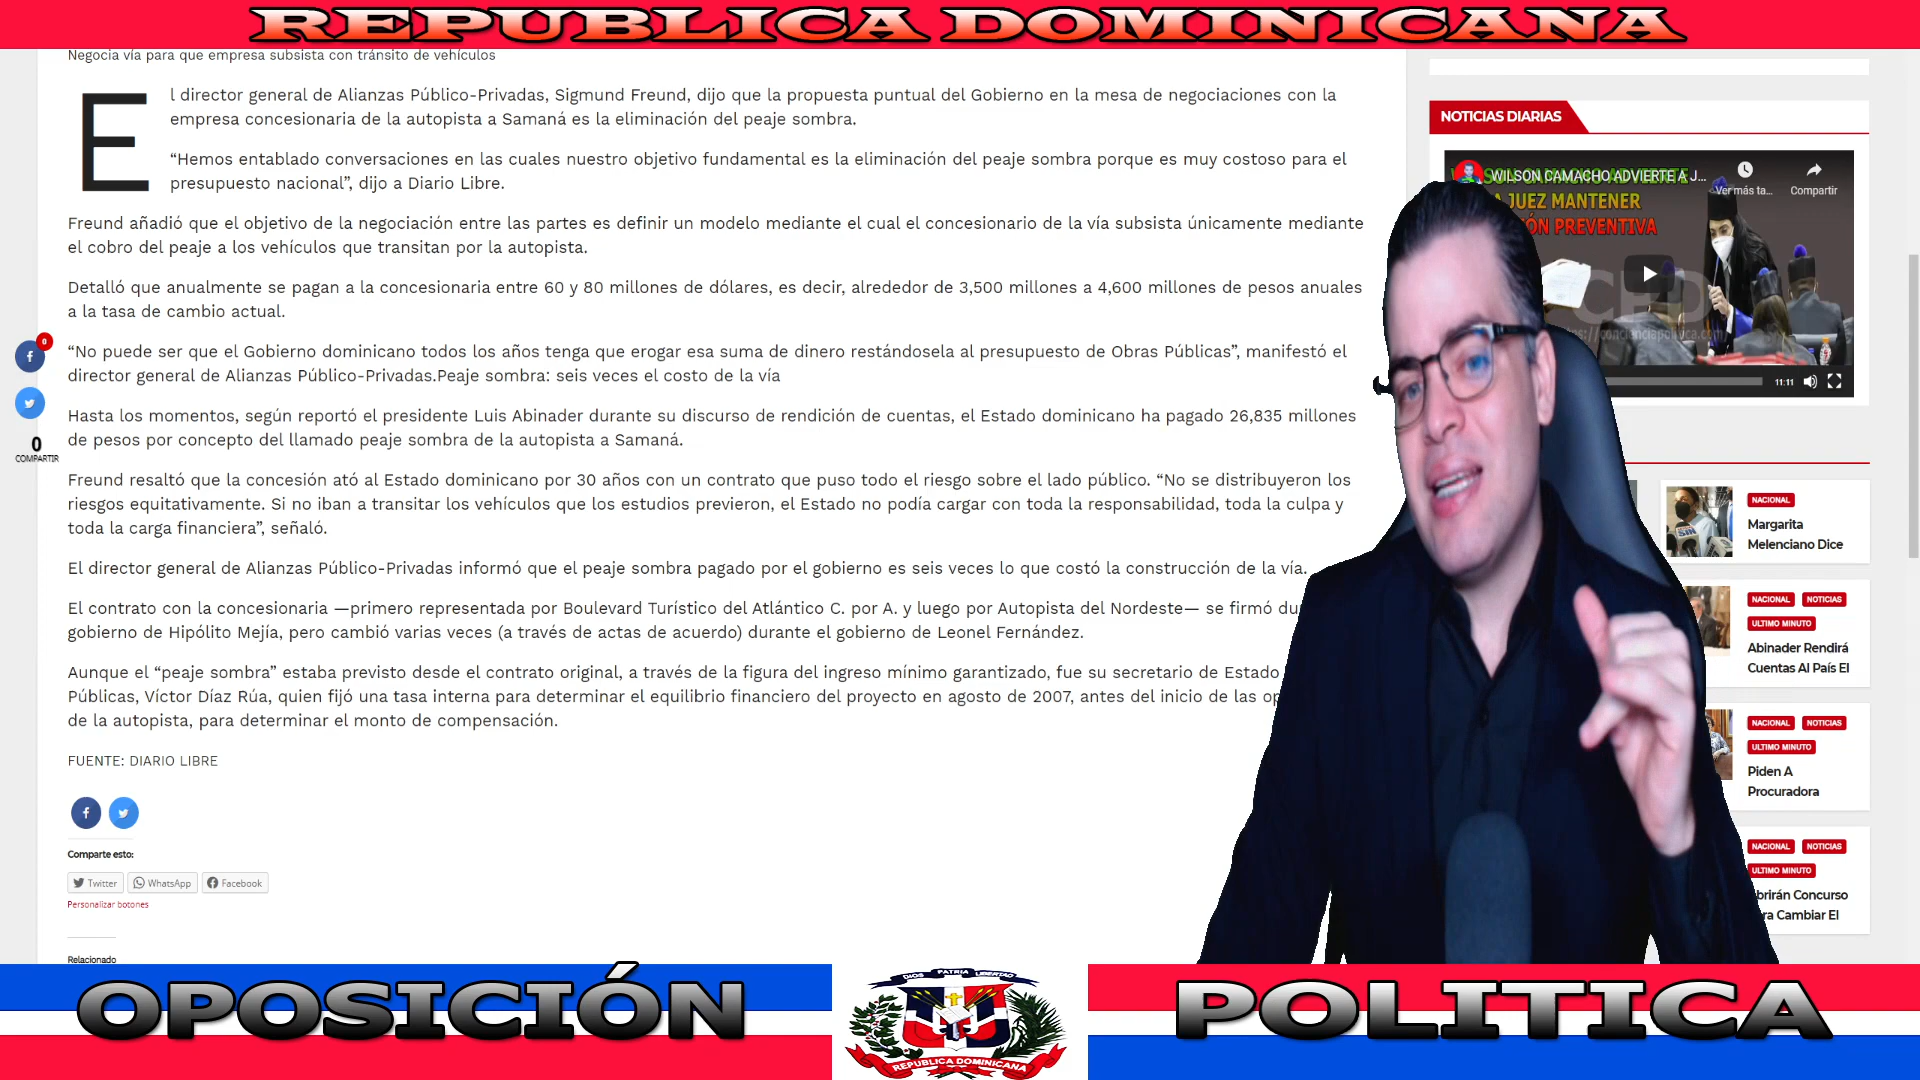 REPUBLICA DOMINICANA
Negocia vía para que empresa subsista con tránsito de vehículos
El director general de Alianzas Público-Privadas, Sigmund Freund, dijo que la propuesta puntual del Gobierno en la mesa de negociaciones con la
empresa concesionaria de la autopista a Samaná es la eliminación del peaje sombra.
“Hemos entablado conversaciones en las cuales nuestro objetivo fundamental es la eliminación del peaje sombra porque es muy costoso para el
presupuesto nacional”, dijo a Diario Libre.
Freund añadió que el objetivo de la negociación entre las partes es definir un modelo mediante el cual el concesionario de la vía subsista únicamente mediante
el cobro del peaje a los vehículos que transitan por la autopista.
Detalló que anualmente se pagan a la concesionaria entre 60 y 80 millones de dólares, es decir, alrededor de 3,500 millones a 4,600 millones de pesos anuales
a la tasa de cambio actual.
“No puede ser que el Gobierno dominicano todos los años tenga que erogar esa suma de dinero restándosela al presupuesto de Obras Públicas”, manifestó el
director general de Alianzas Público-Privadas.Peaje sombra: seis veces el costo de la vía
Hasta los momentos, según reportó el presidente Luis Abinader durante su discurso de rendición de cuentas, el Estado dominicano ha pagado 26,835 millones
de pesos por concepto del llamado peaje sombra de la autopista a Samaná.
Freund resaltó que la concesión ató al Estado dominicano por 30 años con un contrato que puso todo el riesgo sobre el lado público. “No se distribuyeron los
riesgos equitativamente. Si no iban a transitar los vehículos que los estudios previeron, el Estado no podía cargar con toda la responsabilidad, toda la culpa y
toda la carga financiera”, señaló.
El director general de Alianzas Público-Privadas informó que el peaje sombra pagado por el gobierno es seis veces lo que costó la construcción de la vía.
El contrato con la concesionaria —primero representada por Boulevard Turístico del Atlántico C. por A. y luego por Autopista del Nordeste— se firmó
gobierno de Hipólito Mejía, pero cambió varias veces (a través de actas de acuerdo) durante el gobierno de Leonel Fernández.
Aunque el “peaje sombra” estaba previsto desde el contrato original, a través de la figura del ingreso mínimo garantizado, fue su secretario de Estado
Públicas, Víctor Díaz Rúa, quien fijó una tasa interna para determinar el equilibrio financiero del proyecto en agosto de 2007, antes del inicio de las
de la autopista, para determinar el monto de compensación.
FUENTE: DIARIO LIBRE
Comparte esto:
Twitter
WhatsApp
Facebook
Personalizar botones
Relacionado
0
0
COMPARTIR
NOTICIAS DIARIAS
WILSON CAMACHO ADVIERTE A J...
Ver más ta...
Compartir
JUEZ MANTENER
PREVENTIVA
11:11
NACIONAL
Margarita
Melenciano Dice
NACIONAL NOTICIAS
ULTIMO MINUTO
Abinader Rendirá
Cuentas Al País El
NACIONAL NOTICIAS
ULTIMO MINUTO
Piden A
Procuradora
NACIONAL NOTICIAS
ULTIMO MINUTO
Concurso
Cambiar El
OPOSICIÓN
DIOS PATRIA LIBERTAD
REPUBLICA DOMINICANA
POLITICA